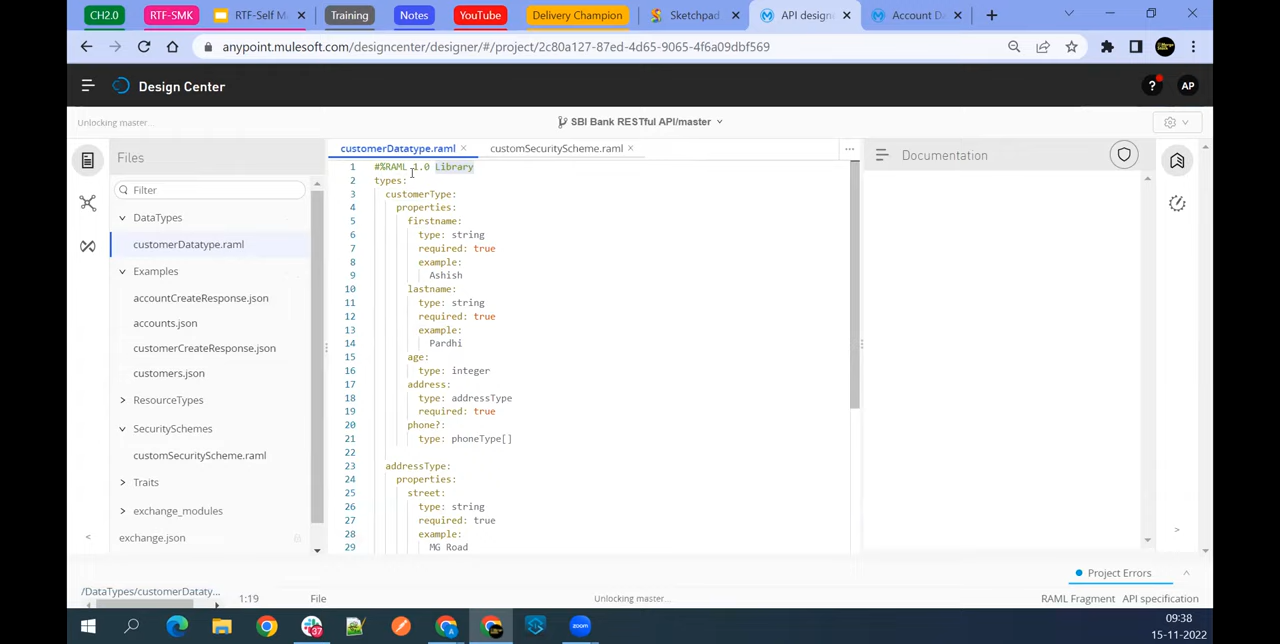 CH2.0
RTF-SMK
RTF-Self M
Training
Notes
YouTube
Delivery Champion
Sketchpad
API design
Account D
anypoint.mulesoft.com/designcenter/designer/#/project/2c80a127-87ed-4d65-9065-4f6a09dbf569
Design Center
?
AP
Unlocking master...
SBI Bank RESTful API/master
Files
customerDatatype.raml
customSecurityScheme.raml
Documentation
Filter
DataTypes
customerDatatype.raml
Examples
accountCreateResponse.json
accounts.json
customerCreateResponse.json
customers.json
ResourceTypes
SecuritySchemes
customSecurityScheme.raml
Traits
exchange_modules
exchange.json
1 #%RAML 1.0 Library
2 types:
3 customerType:
4 properties:
5 firstname:
6 type: string
7 required: true
8 example:
9 Ashish
10 lastname:
11 type: string
12 required: true
13 example:
14 Pardhi
15 age:
16 type: integer
17 address:
18 type: addressType
19 required: true
20 phone?:
21 type: phoneType[]
22
23 addressType:
24 properties:
25 street:
26 type: string
27 required: true
28 example:
29 MG Road
Project Errors
/DataTypes/customerDataty...
1:19
File
Unlocking master...
RAML Fragment
API specification
37
zoom
09:38
15-11-2022